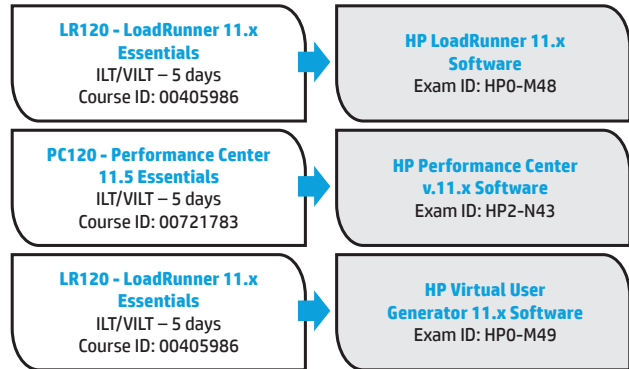 LR120 - LoadRunner 11.x
Essentials
ILT/VILT – 5 days
Course ID: 00405986
HP LoadRunner 11.x
Software
Exam ID: HP0-M48
PC120 - Performance Center
11.5 Essentials
ILT/VILT – 5 days
Course ID: 00721783
HP Performance Center
v.11.x Software
Exam ID: HP2-N43
LR120 - LoadRunner 11.x
Essentials
ILT/VILT – 5 days
Course ID: 00405986
HP Virtual User
Generator 11.x Software
Exam ID: HP0-M49